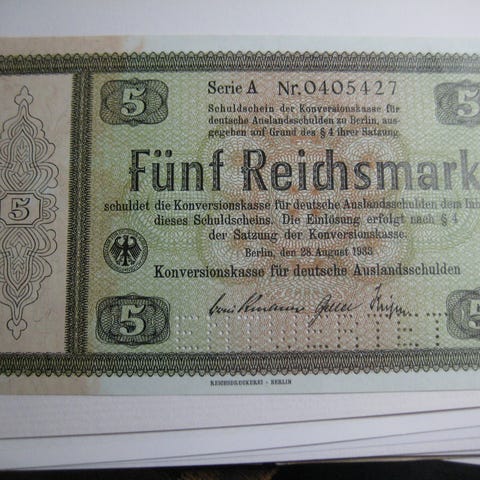 5
5
Serie A Nr.0405427
Schuldschein der Konversionskasse für
deutsche Auslandsschulden zu Berlin, aus-
gegeben auf Grund des § 4 ihrer Satzung.
Fünf Reichsmark
5
schuldet die Konversionskasse für deutsche Auslandsschulden dem Inh
dieses Schuldscheins. Die Einlösung erfolgt nach § 4
der Satzung der Konversionskasse.
Berlin, den 28. August 1933
Konversionskasse für deutsche Auslandsschulden
5
5
REICHSDRUCKEREI - BERLIN